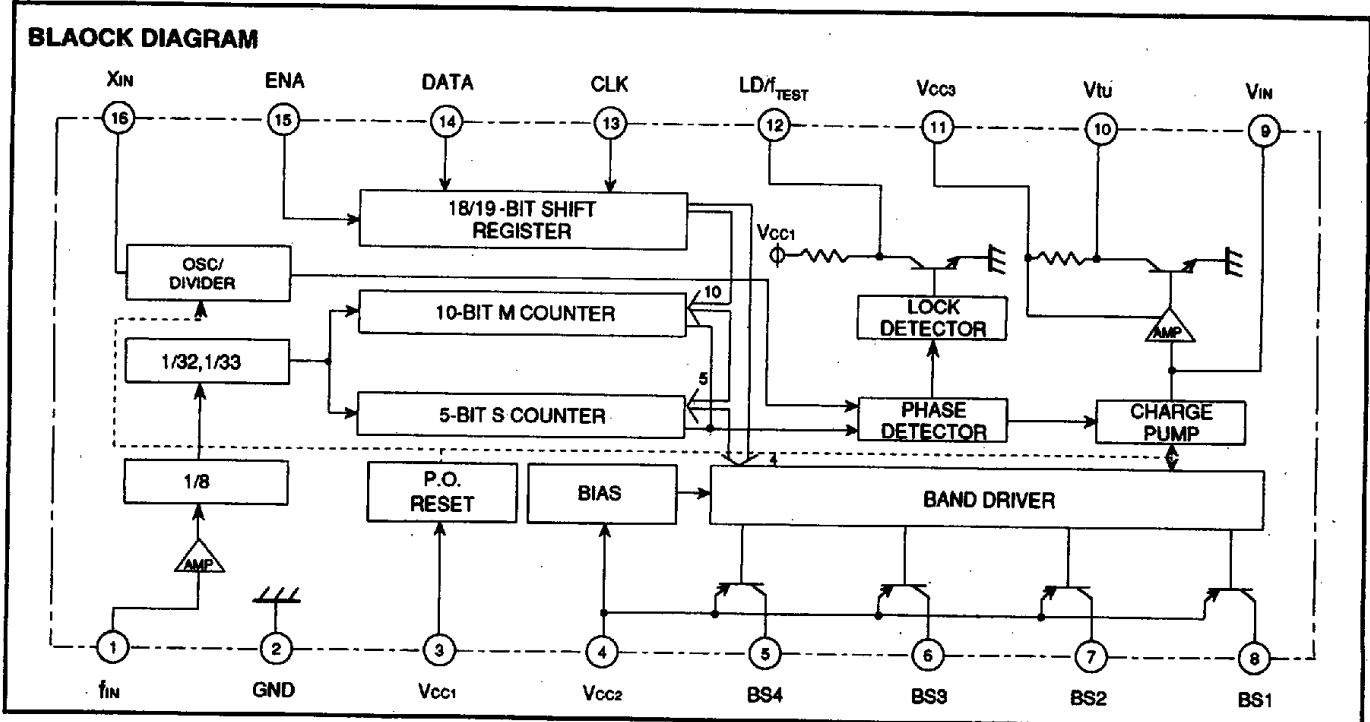 BLAOCK DIAGRAM
XIN ENA DATA CLK LD/fTEST VCC3 Vtu VIN
16 15 14 13 12 11 10 9
18/19-BIT SHIFT
REGISTER
VCC1
OSC/
DIVIDER
10
10-BIT M COUNTER
LOCK
DETECTOR
AMP
1/32,1/33
5
5-BIT S COUNTER
PHASE
DETECTOR
CHARGE
PUMP
4
1/8
P.O.
RESET
BIAS
BAND DRIVER
AMP
1 2 3 4 5 6 7 8
fIN GND VCC1 VCC2 BS4 BS3 BS2 BS1